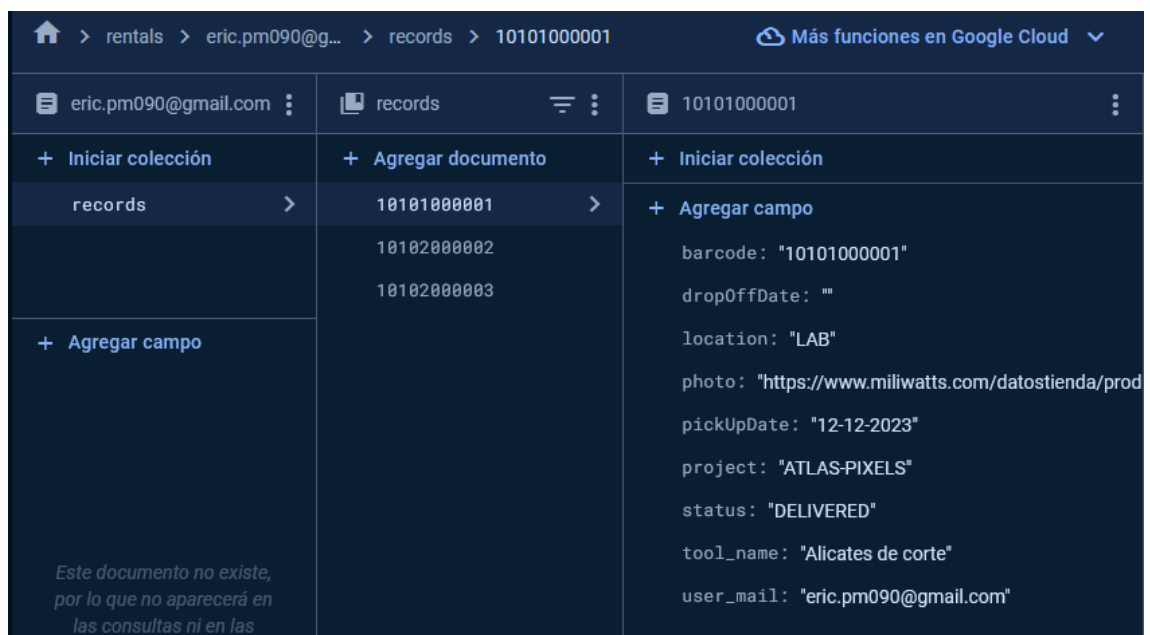 rentals > eric.pm090@g... > records > 10101000001
Más funciones en Google Cloud
eric.pm090@gmail.com
records
10101000001
+ Iniciar colección
+ Agregar documento
+ Iniciar colección
records
10101000001
10102000002
10102000003
+ Agregar campo
+ Agregar campo
barcode: "10101000001"
dropOffDate: ""
location: "LAB"
photo: "https://www.miliwatts.com/datostienda/prod
pickUpDate: "12-12-2023"
project: "ATLAS-PIXELS"
status: "DELIVERED"
tool_name: "Alicates de corte"
user_mail: "eric.pm090@gmail.com"
Este documento no existe,
por lo que no aparecerá en
las consultas ni en las